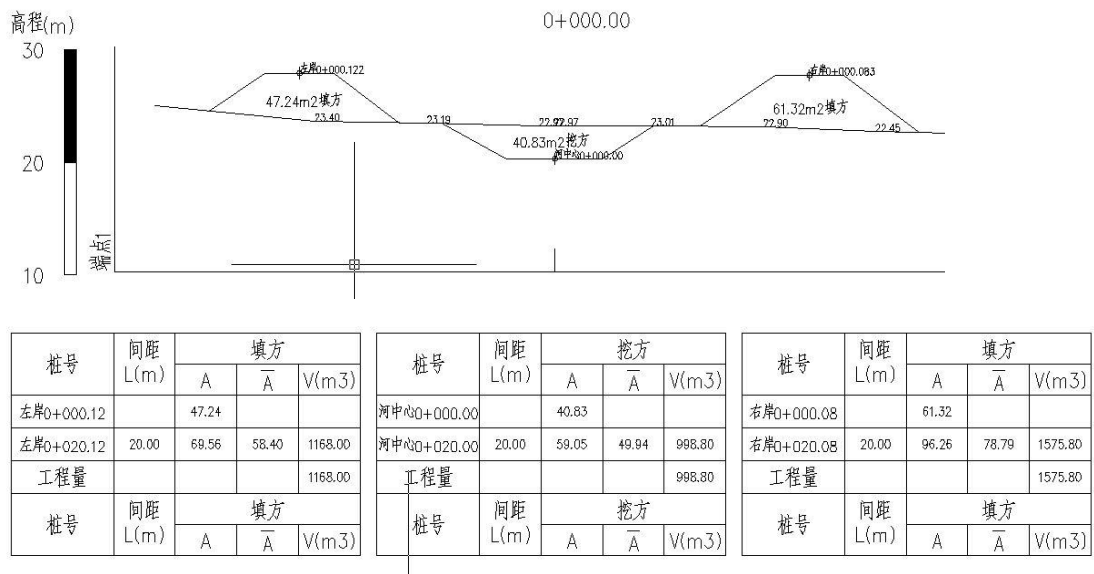 高程(m)
0+000.00
30
20
10
端点1
左岸0+000.122
47.24m2填方
23.40
23.19
22.97
22.97
40.83m2挖方
河中心0+000.00
23.01
右岸0+000.083
61.32m2填方
22.90
22.45
桩号 间距 L(m) 填方
A A V(m3)
左岸0+000.12 47.24
左岸0+020.12 20.00 69.56 58.40 1168.00
工程量 1168.00
桩号 间距 L(m) 填方
A A V(m3)
桩号 间距 L(m) 挖方
A A V(m3)
河中心0+000.00 40.83
河中心0+020.00 20.00 59.05 49.94 998.80
工程量 998.80
桩号 间距 L(m) 挖方
A A V(m3)
桩号 间距 L(m) 填方
A A V(m3)
右岸0+000.08 61.32
右岸0+020.08 20.00 96.26 78.79 1575.80
工程量 1575.80
桩号 间距 L(m) 填方
A A V(m3)